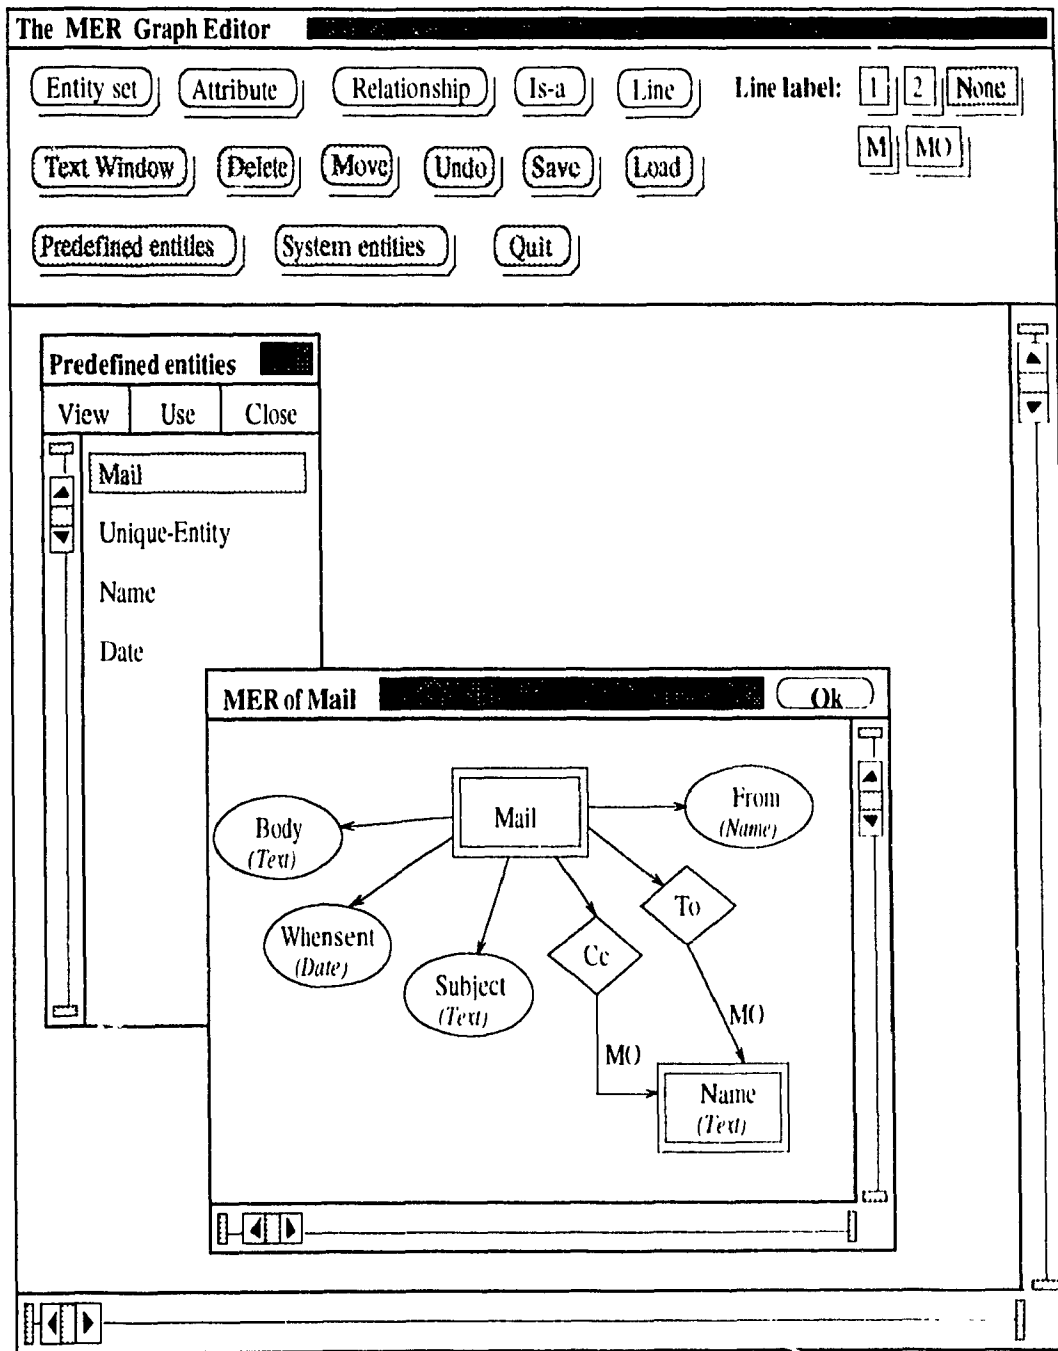 The MER Graph Editor
Entity set Attribute Relationship Is-a Line Line label: 1 2 None
Text Window Delete Move Undo Save Load M MO
Predefined entities System entities Quit
Predefined entities
View Use Close
Mail
Unique-Entity
Name
Date
MER of Mail Ok
Mail
From
(Name)
Body
(Text)
To
Whensent
(Date)
Cc
Subject
(Text)
MO
MO
Name
(Text)